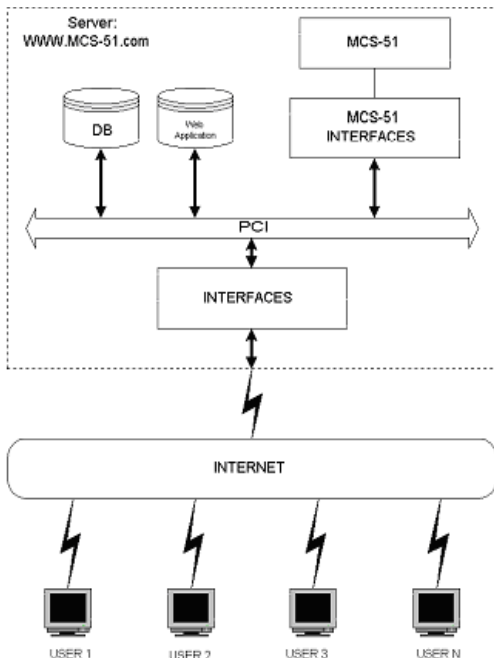 Server:
WWW.MCS-51.com
MCS-51
DB
Web
Application
MCS-51
INTERFACES
PCI
INTERFACES
INTERNET
USER 1
USER 2
USER 3
USER N